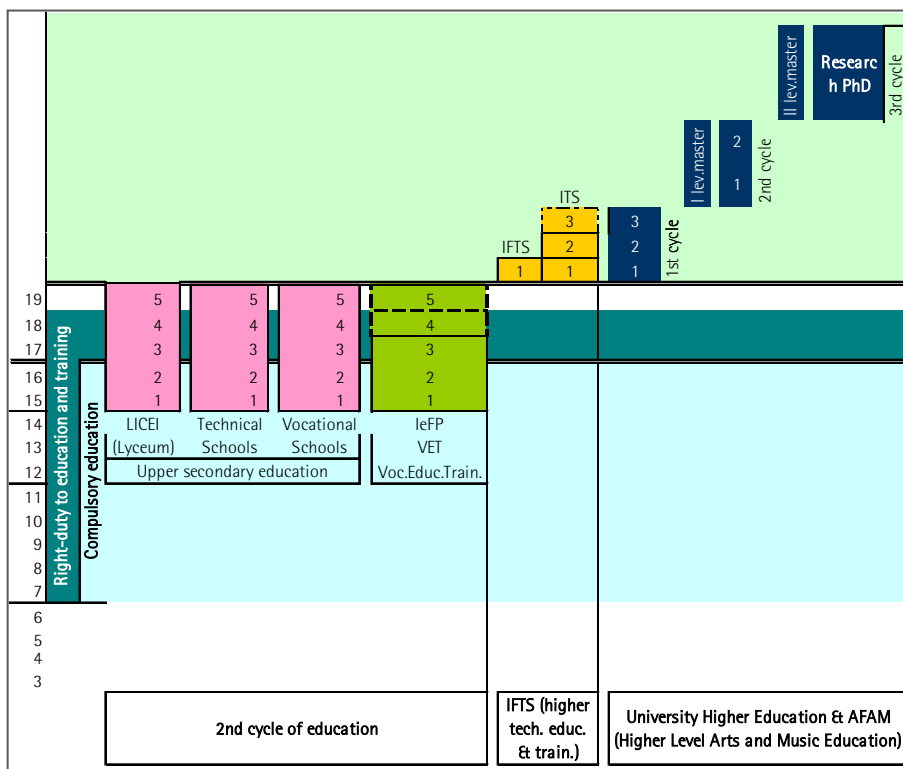 II lev.master
Researc
h PhD
3rd cycle
I lev.master
2
1
2nd cycle
ITS
3
2
1
IFTS
1
3
2
1
1st cycle
19
5
5
5
5
18
4
4
4
4
17
3
3
3
3
16
2
2
2
2
15
1
1
1
1
14
LICEI
Technical
Vocational
IeFP
13
(Lyceum)
Schools
Schools
VET
12
Upper secondary education
Voc.Educ.Train.
11
10
9
8
7
6
5
4
3
Right-duty to education and training
Compulsory education
2nd cycle of education
IFTS (higher
tech. educ.
& train.)
University Higher Education & AFAM
(Higher Level Arts and Music Education)